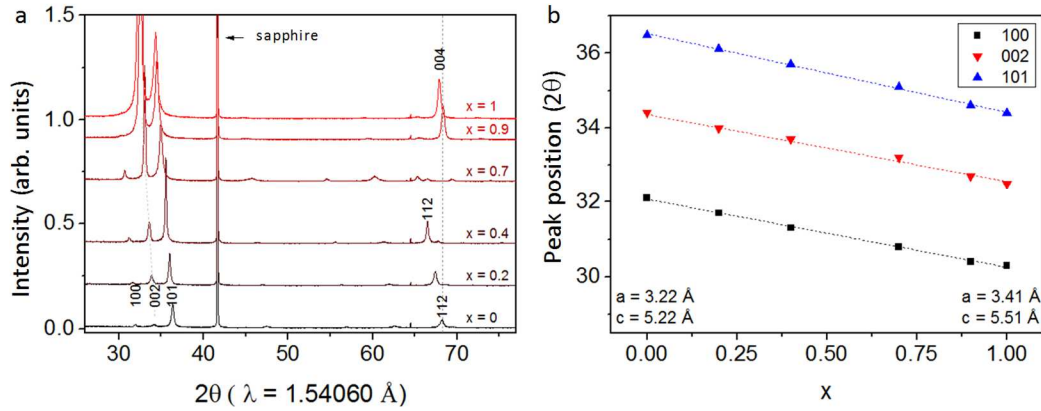 a
Intensity (arb. units)
1.5
1.0
0.5
0.0
sapphire
004
x = 1
x = 0.9
x = 0.7
112
x = 0.4
x = 0.2
100
002
101
112
x = 0
30
40
50
60
70
2θ ( λ = 1.54060 Å)
b
Peak position (2θ)
36
34
32
30
100
002
101
a = 3.22 Å
c = 5.22 Å
a = 3.41 Å
c = 5.51 Å
0.00
0.25
0.50
0.75
1.00
x